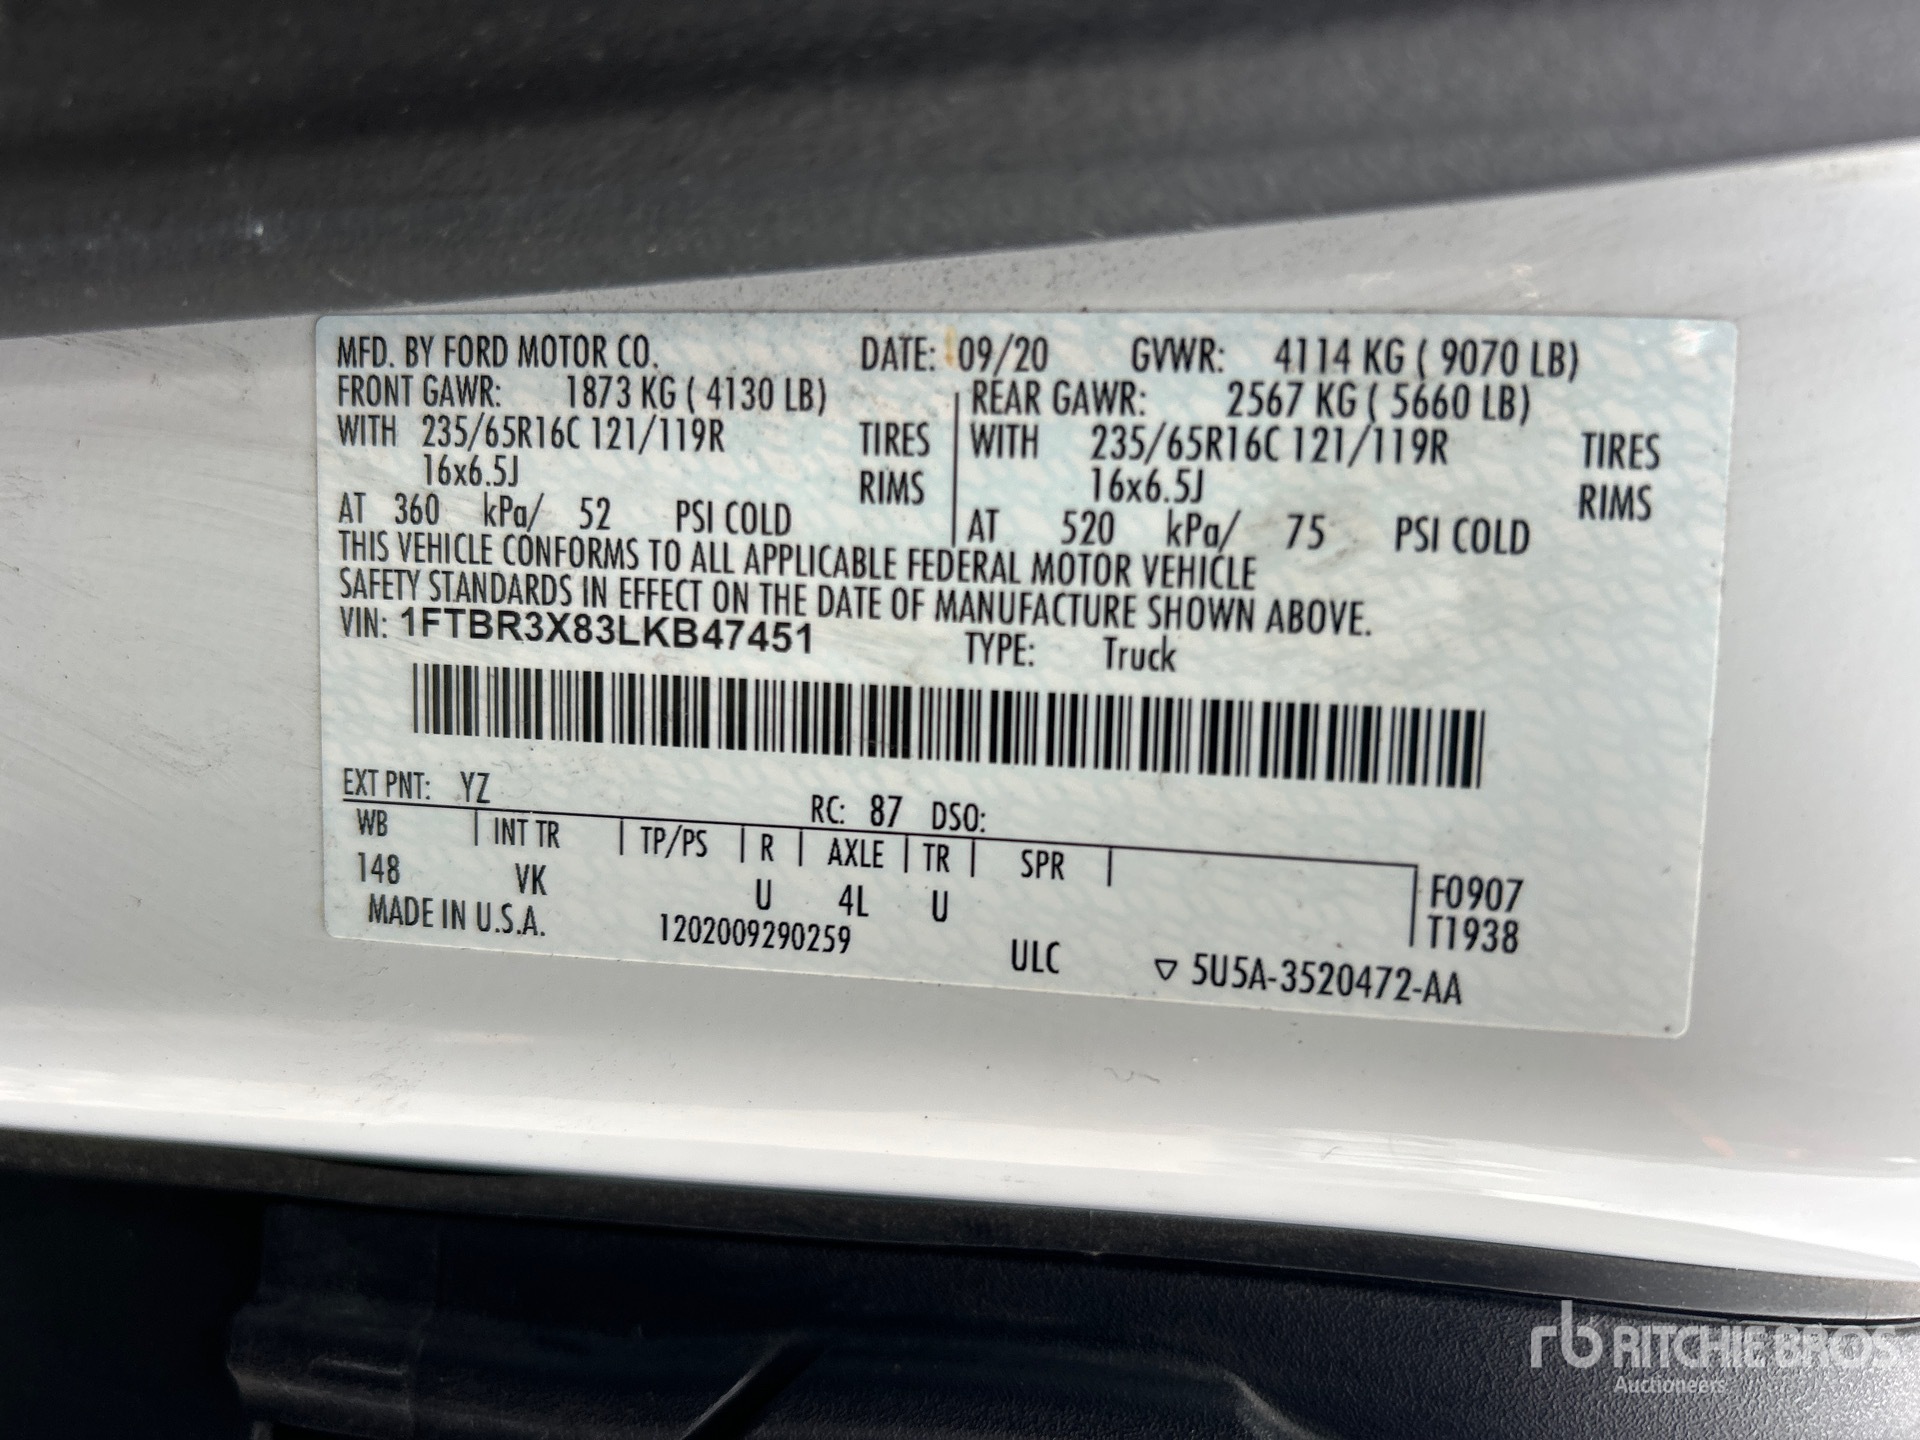 MFD. BY FORD MOTOR CO. DATE: 09/20 GVWR: 4114 KG ( 9070 LB)
FRONT GAWR: 1873 KG ( 4130 LB) REAR GAWR: 2567 KG ( 5660 LB)
WITH 235/65R16C 121/119R TIRES WITH 235/65R16C 121/119R TIRES
16x6.5J RIMS 16x6.5J RIMS
AT 360 kPa/ 52 PSI COLD AT 520 kPa/ 75 PSI COLD
THIS VEHICLE CONFORMS TO ALL APPLICABLE FEDERAL MOTOR VEHICLE
SAFETY STANDARDS IN EFFECT ON THE DATE OF MANUFACTURE SHOWN ABOVE.
VIN: 1FTBR3X83LKB47451 TYPE: Truck
EXT PNT: YZ RC: 87 DSO:
WB INT TR TP/PS R AXLE TR SPR F0907
148 VK U 4L U T1938
MADE IN U.S.A. 1202009290259 ULC ▽ 5U5A-3520472-AA
rb RITCHIE BROS
Auctioneers